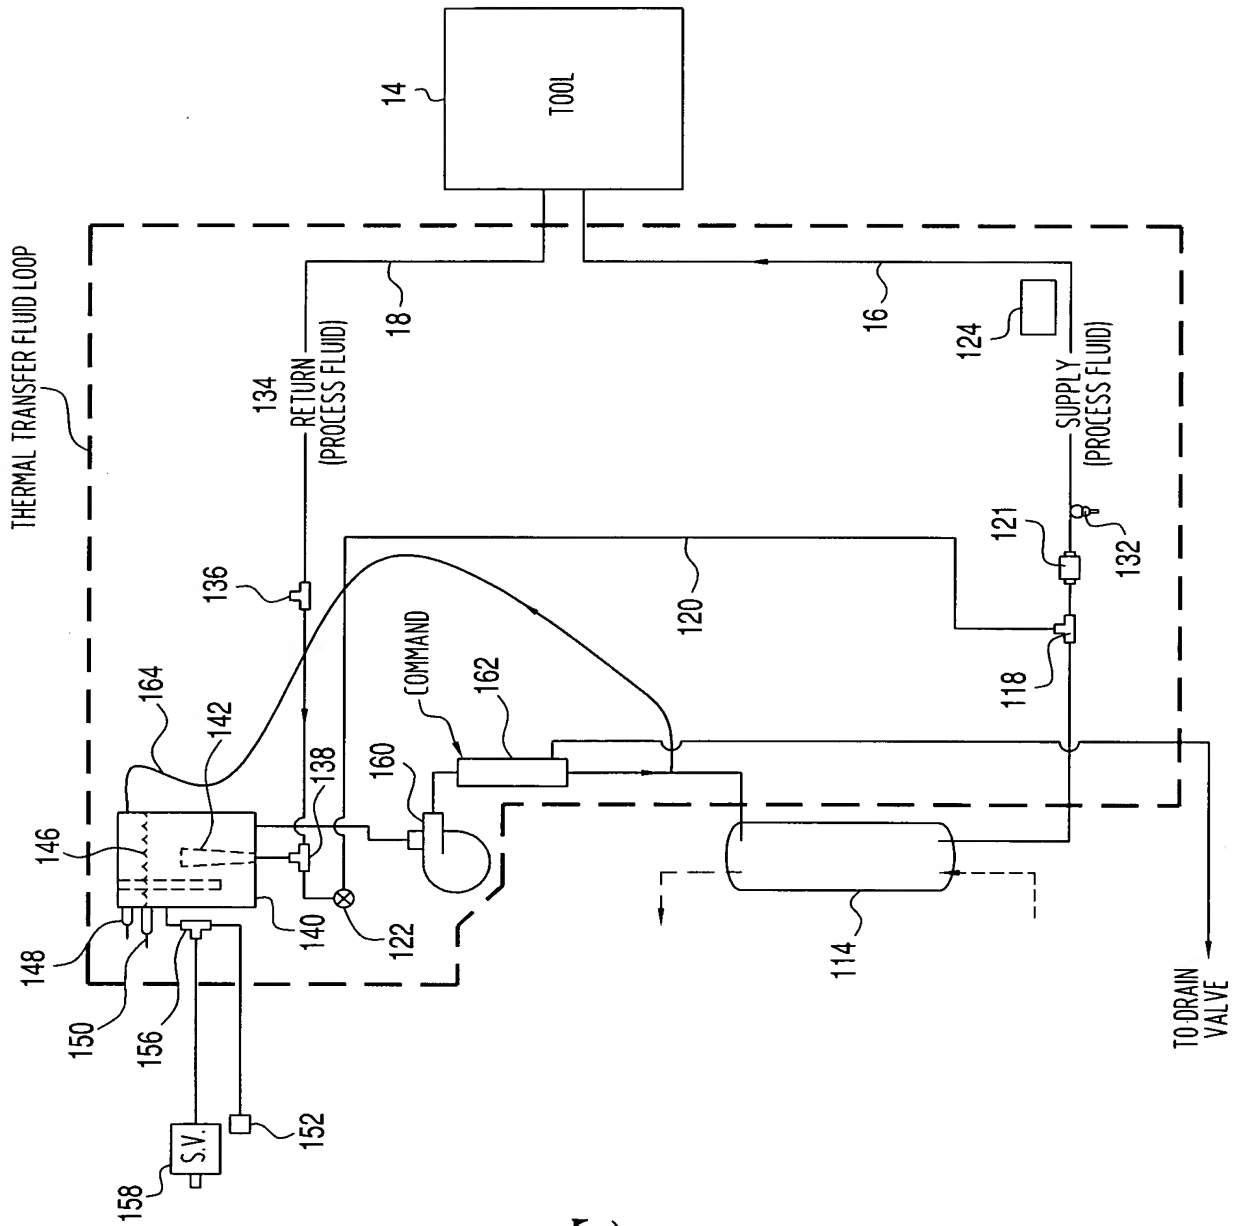 THERMAL TRANSFER FLUID LOOP
14
TOOL
18
134
RETURN
(PROCESS FLUID)
16
124
SUPPLY
(PROCESS FLUID)
136
121
132
120
118
COMMAND
162
164
142
138
160
146
140
122
114
148
150
156
152
158
S.V.
TO DRAIN
VALVE